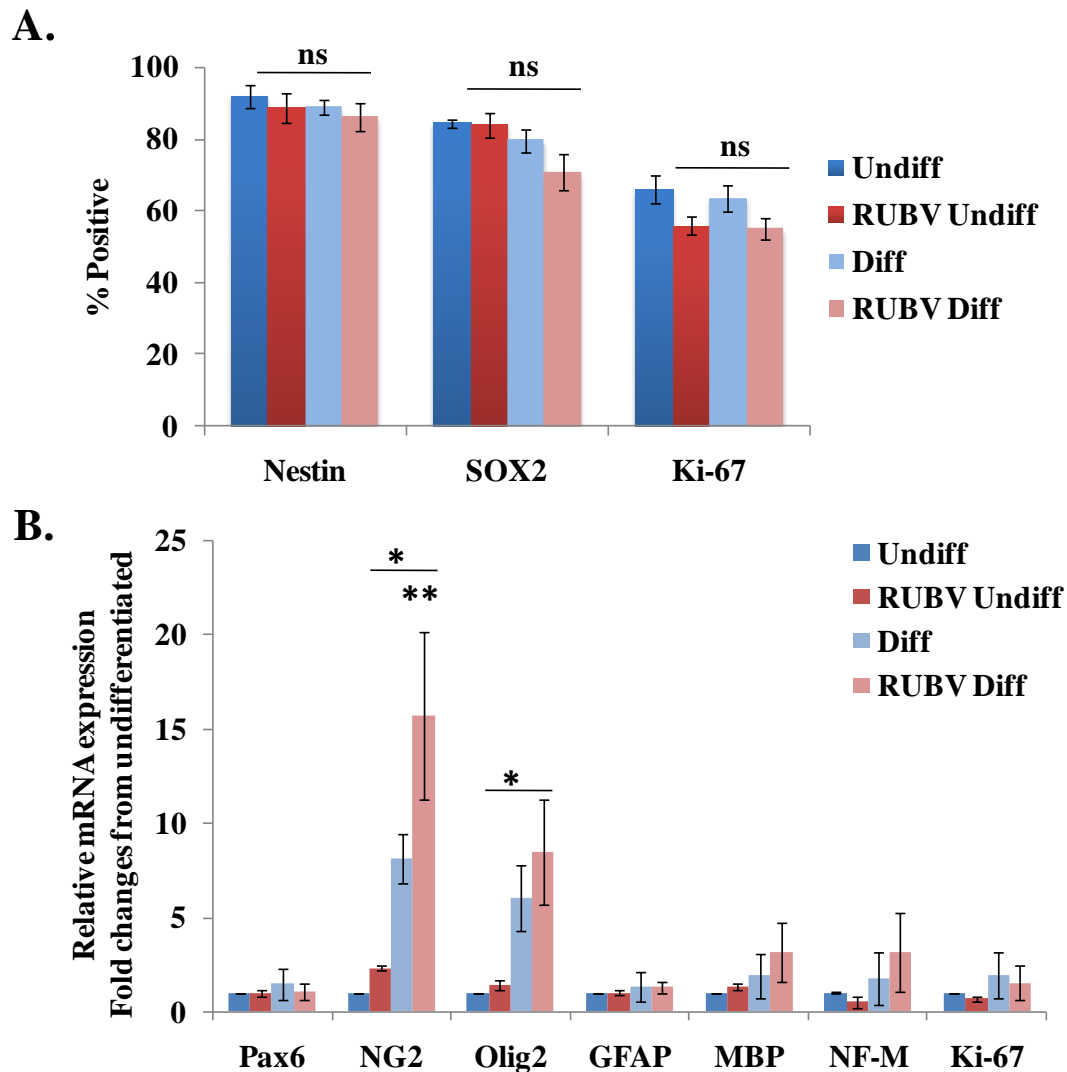 A.
ns
ns
ns
100
80
60
40
20
0
% Positive
Nestin SOX2 Ki-67
Undiff
RUBV Undiff
Diff
RUBV Diff
B.
25
20
15
10
5
0
Relative mRNA expression
Fold changes from undifferentiated
*
**
*
Undiff
RUBV Undiff
Diff
RUBV Diff
Pax6 NG2 Olig2 GFAP MBP NF-M Ki-67